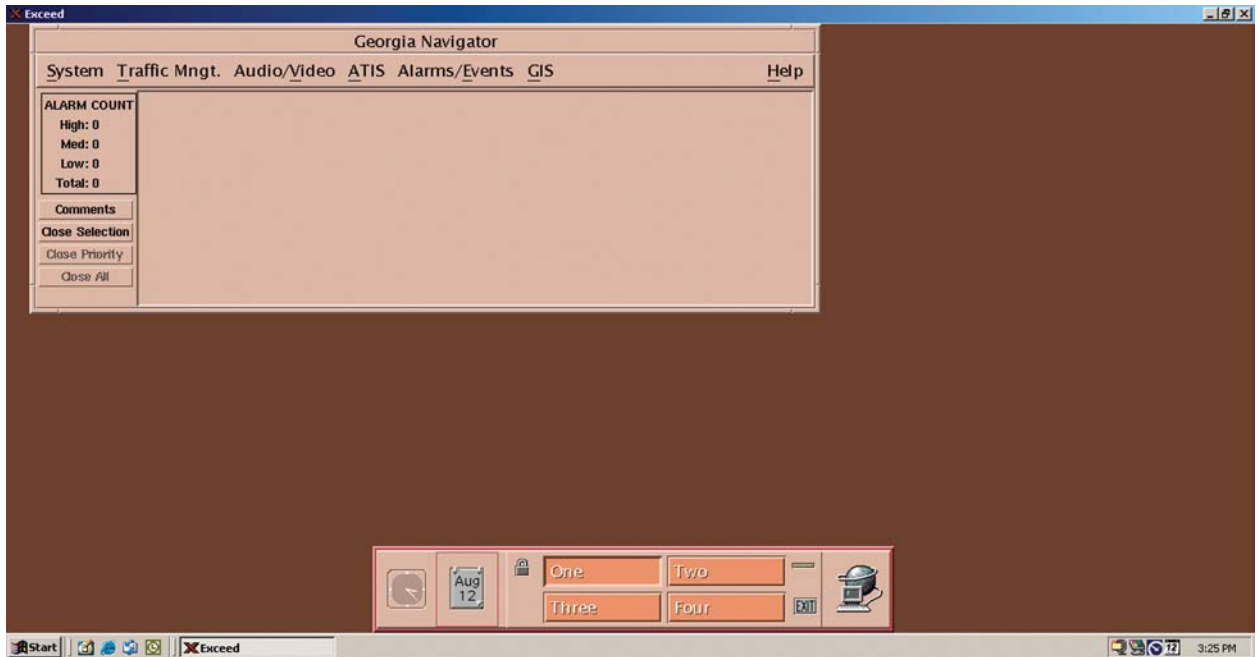 Exceed
Georgia Navigator
System Traffic Mngt. Audio/Video ATIS Alarms/Events GIS Help
ALARM COUNT
High: 0
Med: 0
Low: 0
Total: 0
Comments
Close Selection
Close Priority
Close All
Aug
12
One Two
Three Four
EXIT
Start Exceed 12 3:25 PM